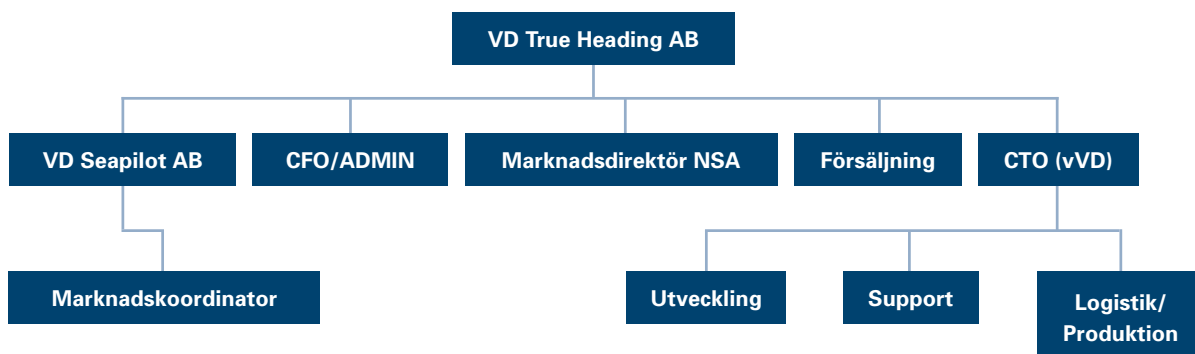 VD True Heading AB
VD Seapilot AB
CFO/ADMIN
Marknadsdirektör NSA
Försäljning
CTO (vVD)
Marknadskoordinator
Utveckling
Support
Logistik/
Produktion